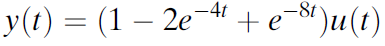 y(t) = (1 − 2e^{−4t} + e^{−8t})u(t)